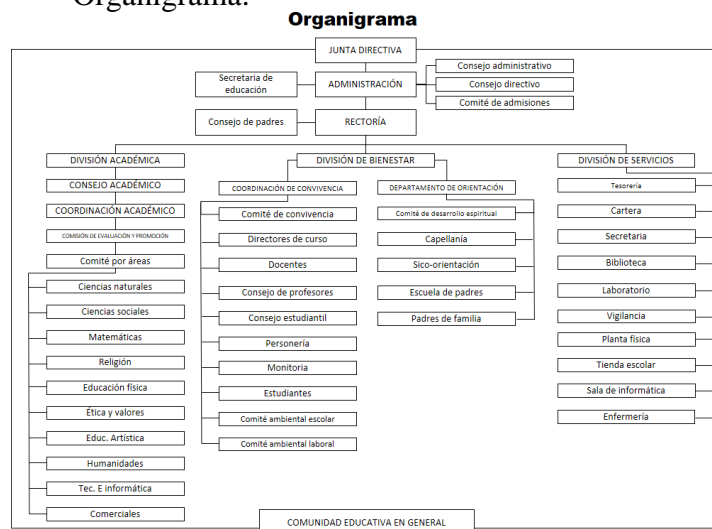 Organigrama.
Organigrama
JUNTA DIRECTIVA
Secretaria de
educación
ADMINISTRACIÓN
Consejo administrativo
Consejo directivo
Comité de admisiones
Consejo de padres
RECTORÍA
DIVISIÓN ACADÉMICA
CONSEJO ACADÉMICO
COORDINACIÓN ACADÉMICO
COMISIÓN DE EVALUACIÓN Y PROMOCIÓN
Comité por áreas
Ciencias naturales
Ciencias sociales
Matemáticas
Religión
Educación física
Ética y valores
Educ. Artística
Humanidades
Tec. E informática
Comerciales
DIVISIÓN DE BIENESTAR
COORDINACIÓN DE CONVIVENCIA
Comité de convivencia
Directores de curso
Docentes
Consejo de profesores
Consejo estudiantil
Personería
Monitoria
Estudiantes
Comité ambiental escolar
Comité ambiental laboral
DEPARTAMENTO DE ORIENTACIÓN
Comité de desarrollo espiritual
Capellanía
Sico-orientación
Escuela de padres
Padres de familia
DIVISIÓN DE SERVICIOS
Tesorería
Cartera
Secretaria
Biblioteca
Laboratorio
Vigilancia
Planta física
Tienda escolar
Sala de informática
Enfermería
COMUNIDAD EDUCATIVA EN GENERAL